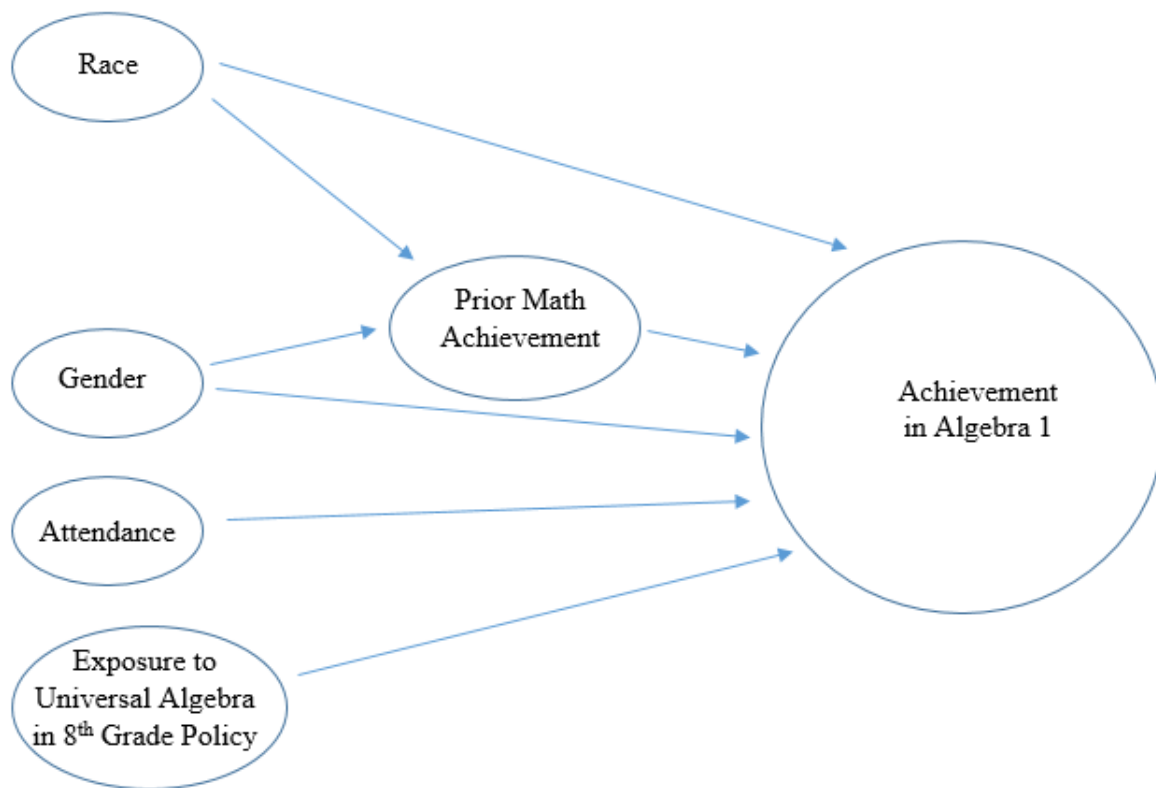 Race
Prior Math
Achievement
Gender
Achievement
in Algebra 1
Attendance
Exposure to
Universal Algebra
in 8th Grade Policy